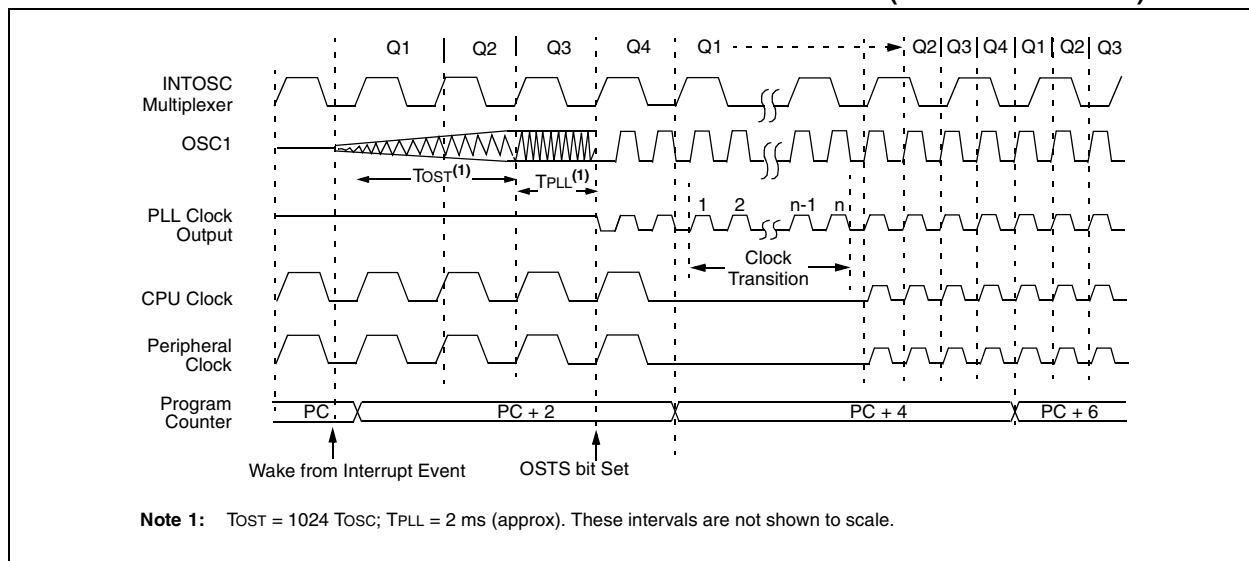 Q1 Q2 Q3 Q4 Q1 Q2 Q3 Q4 Q1 Q2 Q3
INTOSC
Multiplexer
OSC1
TOST(1)
TPLL(1)
PLL Clock
Output
1 2 n-1 n
Clock
Transition
CPU Clock
Peripheral
Clock
Program
Counter
PC PC + 2 PC + 4 PC + 6
Wake from Interrupt Event
OSTS bit Set
Note 1: TOST = 1024 TOSC; TPLL = 2 ms (approx). These intervals are not shown to scale.